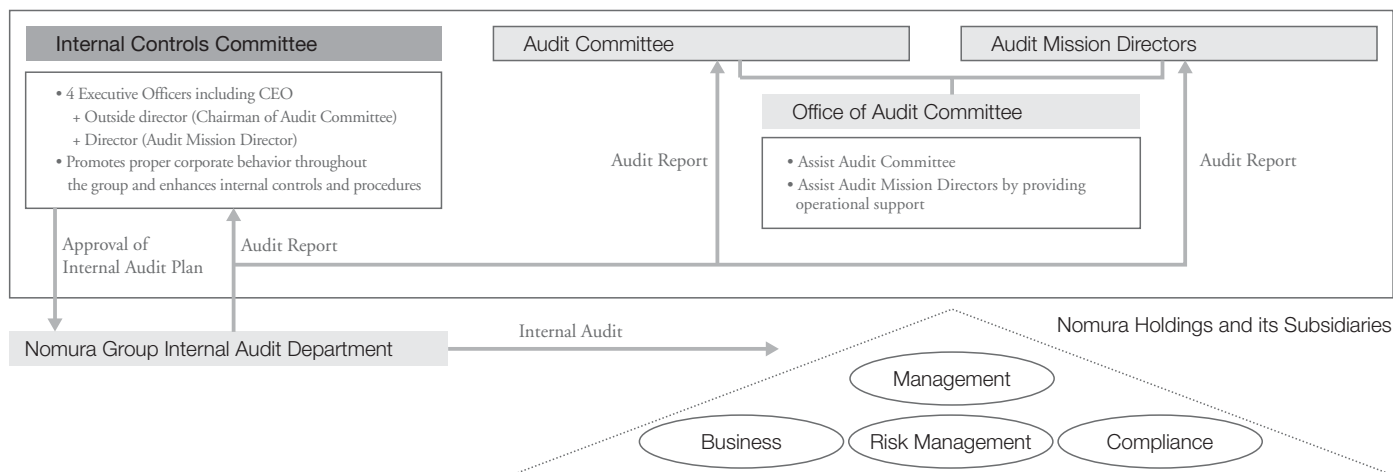 Internal Controls Committee
• 4 Executive Officers including CEO
+ Outside director (Chairman of Audit Committee)
+ Director (Audit Mission Director)
• Promotes proper corporate behavior throughout
the group and enhances internal controls and procedures
Audit Committee
Audit Mission Directors
Office of Audit Committee
• Assist Audit Committee
• Assist Audit Mission Directors by providing
operational support
Audit Report
Audit Report
Approval of
Internal Audit Plan
Audit Report
Nomura Group Internal Audit Department
Internal Audit
Nomura Holdings and its Subsidiaries
Management
Business
Risk Management
Compliance